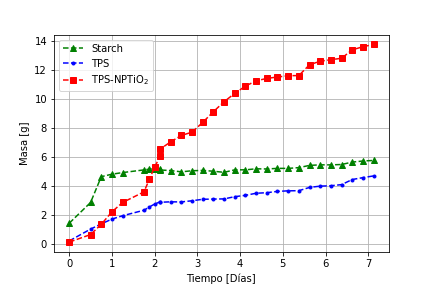 Starch
TPS
TPS-NPTiO₂
Masa [g]
14
12
10
8
6
4
2
0
0 1 2 3 4 5 6 7
Tiempo [Días]